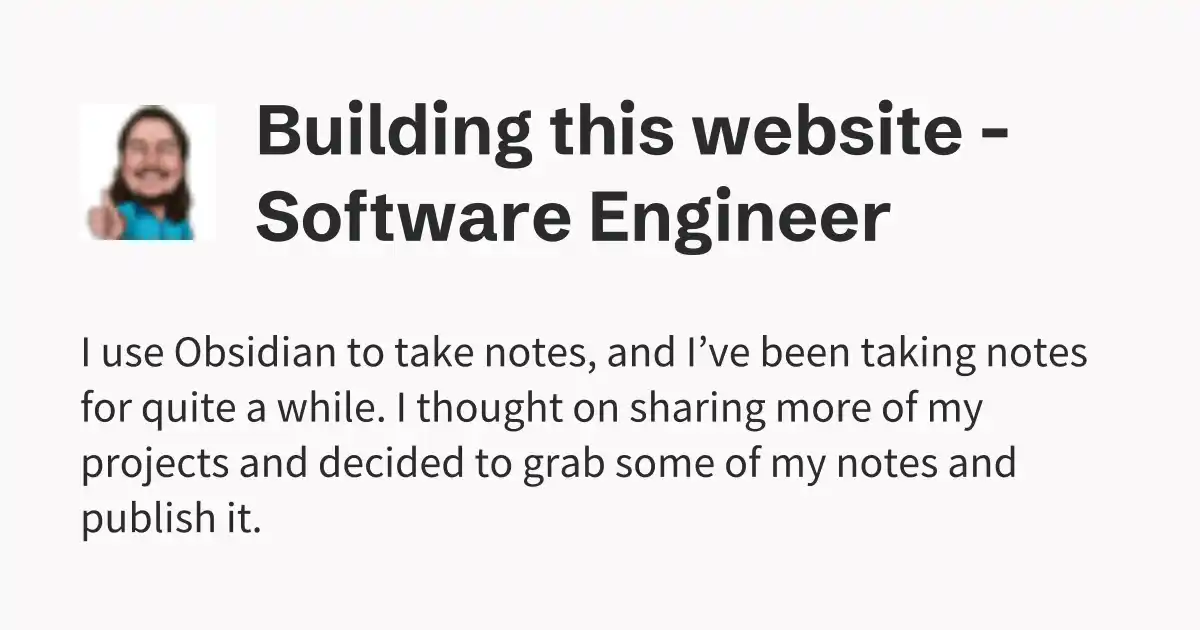 Building this website -
Software Engineer
I use Obsidian to take notes, and I’ve been taking notes
for quite a while. I thought on sharing more of my
projects and decided to grab some of my notes and
publish it.